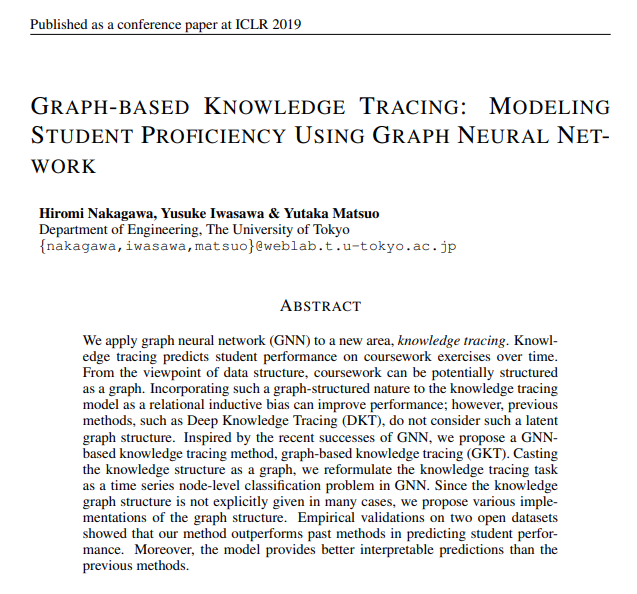 Published as a conference paper at ICLR 2019
GRAPH-BASED KNOWLEDGE TRACING: MODELING
STUDENT PROFICIENCY USING GRAPH NEURAL NET-
WORK
Hiromi Nakagawa, Yusuke Iwasawa & Yutaka Matsuo
Department of Engineering, The University of Tokyo
{nakagawa,iwasawa,matsuo}@weblab.t.u-tokyo.ac.jp
ABSTRACT
We apply graph neural network (GNN) to a new area, knowledge tracing. Knowl-
edge tracing predicts student performance on coursework exercises over time.
From the viewpoint of data structure, coursework can be potentially structured
as a graph. Incorporating such a graph-structured nature to the knowledge tracing
model as a relational inductive bias can improve performance; however, previous
methods, such as Deep Knowledge Tracing (DKT), do not consider such a latent
graph structure. Inspired by the recent successes of GNN, we propose a GNN-
based knowledge tracing method, graph-based knowledge tracing (GKT). Casting
the knowledge structure as a graph, we reformulate the knowledge tracing task
as a time series node-level classification problem in GNN. Since the knowledge
graph structure is not explicitly given in many cases, we propose various imple-
mentations of the graph structure. Empirical validations on two open datasets
showed that our method outperforms past methods in predicting student perfor-
mance. Moreover, the model provides better interpretable predictions than the
previous methods.